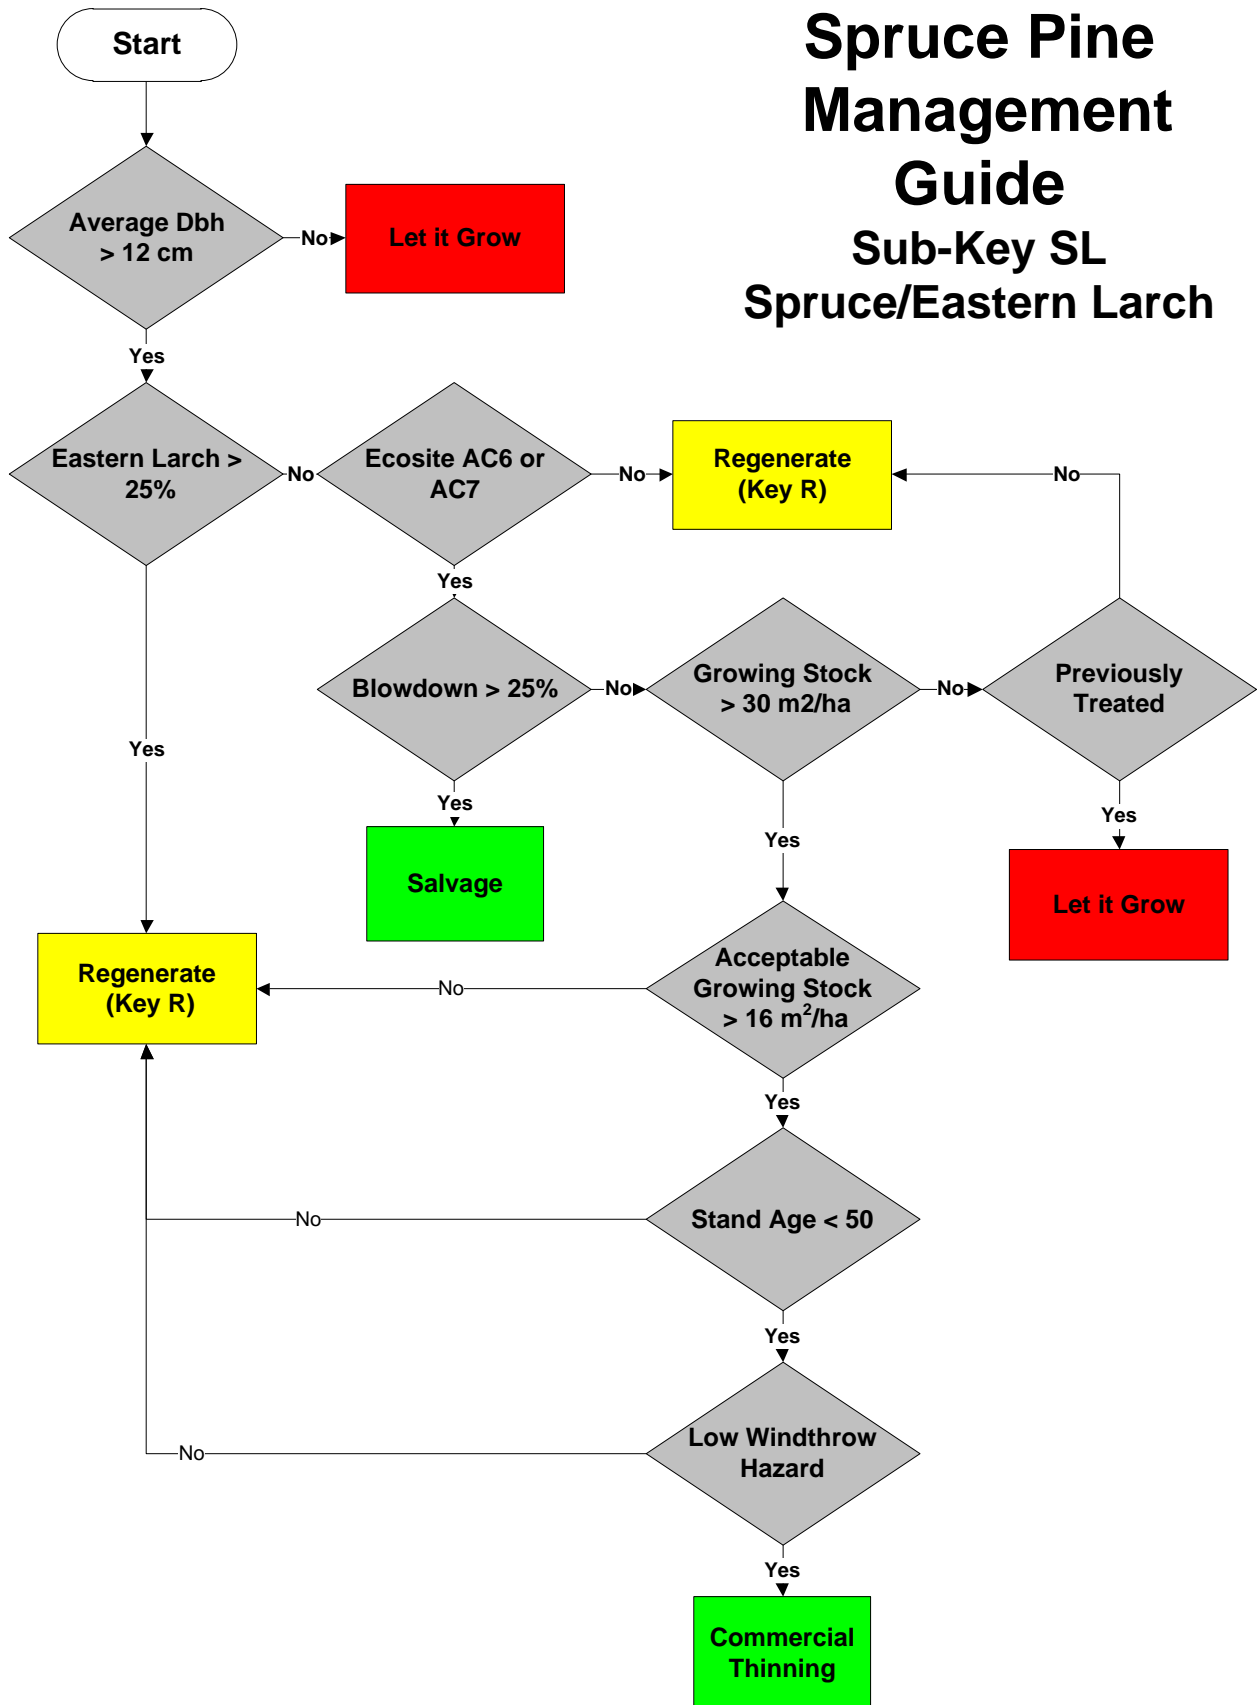 Start
Spruce Pine
Management
Guide
Sub-Key SL
Spruce/Eastern Larch
Average Dbh
> 12 cm
No
Let it Grow
Yes
Eastern Larch >
25%
No
Ecosite AC6 or
AC7
No
Regenerate
(Key R)
No
Yes
Yes
Blowdown > 25%
No
Growing Stock
> 30 m2/ha
No
Previously
Treated
Yes
Salvage
Yes
Yes
Let it Grow
Regenerate
(Key R)
No
Acceptable
Growing Stock
> 16 m²/ha
Yes
No
Stand Age < 50
Yes
No
Low Windthrow
Hazard
Yes
Commercial
Thinning